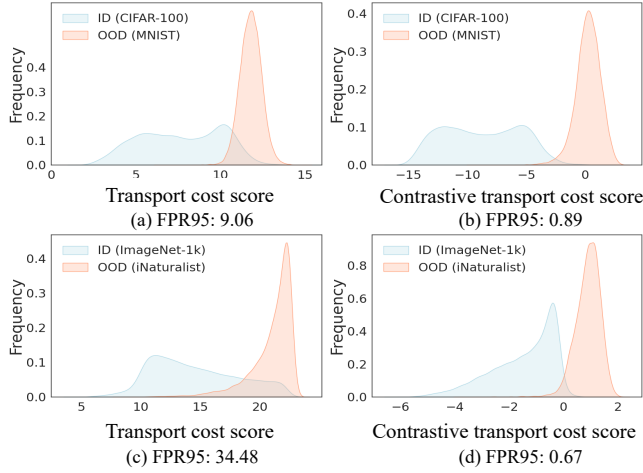 ID (CIFAR-100)
OOD (MNIST)
Frequency
0.4
0.3
0.2
0.1
0.0
0
5
10
15
Transport cost score
(a) FPR95: 9.06
ID (CIFAR-100)
OOD (MNIST)
Frequency
0.4
0.3
0.2
0.1
0.0
−15
−10
−5
0
Contrastive transport cost score
(b) FPR95: 0.89
ID (ImageNet-1k)
OOD (iNaturalist)
Frequency
0.4
0.3
0.2
0.1
0.0
5
10
15
20
Transport cost score
(c) FPR95: 34.48
ID (ImageNet-1k)
OOD (iNaturalist)
Frequency
0.8
0.6
0.4
0.2
0.0
−6
−4
−2
0
2
Contrastive transport cost score
(d) FPR95: 0.67